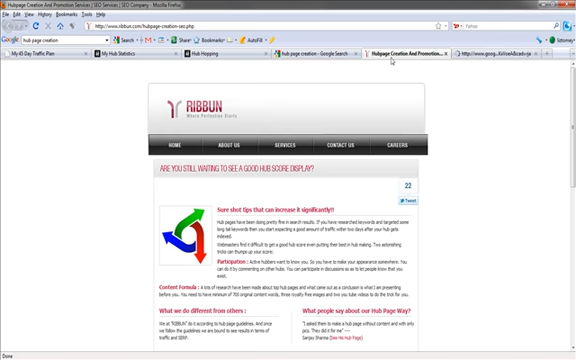 Hubpage Creation And Promotion Services | SEO Services | SEO Company - Mozilla Firefox
File Edit View History Bookmarks Tools Help
http://www.ribbun.com/hubpage-creation-seo.php
Yahoo
Google hub page creation Search Bookmarks AutoFill
My 45 Day Traffic Plan My Hub Statistics Hub Hopping hub page creation - Google Search Hubpage Creation And Promotion...
RIBBUN
Where Perfection Starts
HOME ABOUT US SERVICES CONTACT US CAREERS
ARE YOU STILL WAITING TO SEE A GOOD HUB SCORE DISPLAY?
22
Tweet
Sure shot tips that can increase it significantly!!
Hub pages have been doing pretty fine in search results. If you have researched keywords and targeted some
long tail keywords then you start expecting a good amount of traffic within two days after your hub gets
indexed.
Webmasters find it difficult to get a good hub score even putting their best in hub making. Two astonishing
tricks can thumps up your score:
Participation : Active hubbers want to know you. So you have to make your appearance somewhere. You
can do it by commenting on other hubs. You can participate in discussions so as to let people know that you
exist.
Content Formula : A lots of research have been made about top hub pages and what comes out as a conclusion is what I am presenting
before you. You need to have minimum of 700 original content words, three royalty free images and two you tube videos to do the trick for you.
What we do different from others :
We at "RIBBUN" do it according to hub page guidelines. And once
we follow the guidelines we are bound to see results in terms of
traffic and SERP.
What people say about our Hub Page Way?
"I asked them to make a hub page without content and with only
pics. They did it for me" ----
Sanjay Sharma (See His Hub Page)
Done